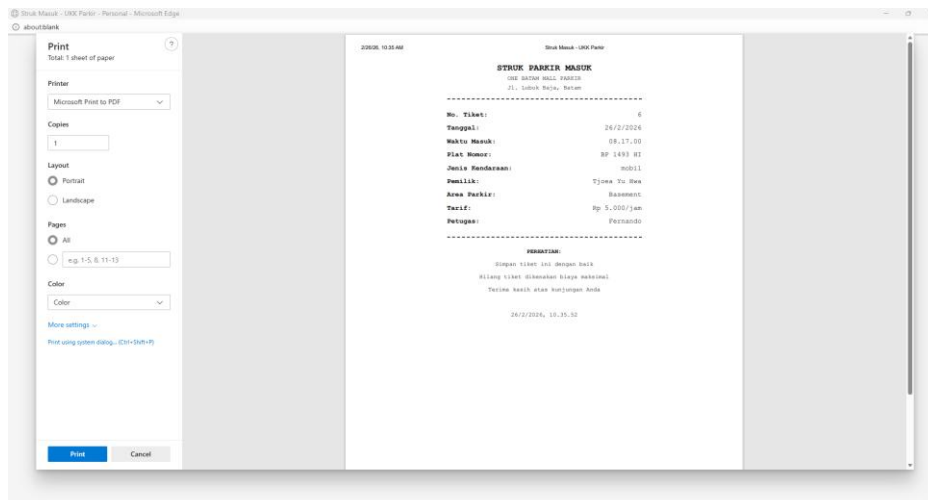 Struk Masuk - UKK Parkir - Personal - Microsoft Edge
about:blank
Print
?
Total: 1 sheet of paper
Printer
Microsoft Print to PDF
Copies
1
Layout
Portrait
Landscape
Pages
All
e.g. 1-5, 8, 11-13
Color
Color
More settings
Print using system dialog... (Ctrl+Shift+P)
Print
Cancel
2/26/26, 10:35 AM
Struk Masuk - UKK Parkir
STRUK PARKIR MASUK
ONE BATAM MALL PARKIR
Jl. Lubuk Baja, Batam
No. Tiket: 6
Tanggal: 26/2/2026
Waktu Masuk: 08.17.00
Plat Nomor: BP 1493 HI
Jenis Kendaraan: mobil
Pemilik: Tjoea Yu Hwa
Area Parkir: Basement
Tarif: Rp 5.000/jam
Petugas: Fernando
PERHATIAN:
Simpan tiket ini dengan baik
Hilang tiket dikenakan biaya maksimal
Terima kasih atas kunjungan Anda
26/2/2026, 10.35.52